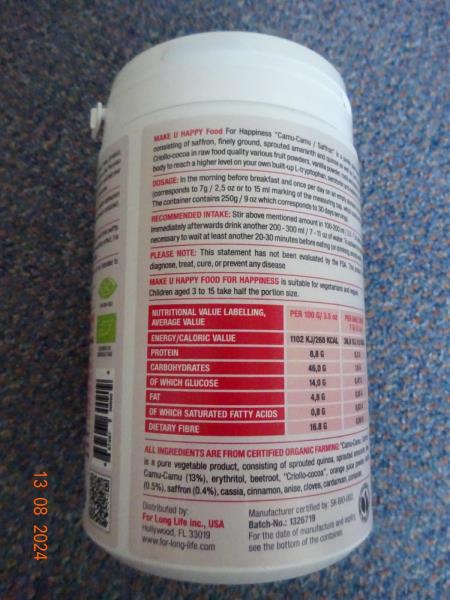 MAKE U HAPPY Food For Happiness "Camu-Camu / Saffron" is a
consisting of saffron, finely ground, sprouted amaranth and quinoa
Criollo-cocoa in raw food quality various fruit powders, vanilla
body to reach a higher level on your own built-up L-tryptophan,
DOSAGE: In the morning before breakfast and once per day on an empty
(corresponds to 7g / 2,5 oz or to 15 ml marking of the measuring
The container contains 250g / 9 oz which corresponds to 30 days
RECOMMENDED INTAKE: Stir above mentioned amount in 100-200 ml
immediately afterwards drink another 200 - 300 ml / 7 - 11 oz of water.
necessary to wait at least another 20-30 minutes before eating
PLEASE NOTE: This statement has not been evaluated by the FDA.
diagnose, treat, cure, or prevent any disease
MAKE U HAPPY FOOD FOR HAPPINESS is suitable for vegetarians and
Children aged 3 to 15 take half the portion size.
NUTRITIONAL VALUE LABELLING, PER 100 G/ 3.5 oz
AVERAGE VALUE
ENERGY/CALORIC VALUE 1102 KJ/268 KCAL
PROTEIN 8,8 G
CARBOHYDRATES 46,0 G
OF WHICH GLUCOSE 14,0 G
FAT 4,8 G
OF WHICH SATURATED FATTY ACIDS 0,8 G
DIETARY FIBRE 16.8 G
ALL INGREDIENTS ARE FROM CERTIFIED ORGANIC FARMING: "Camu-Camu
is a pure vegetable product, consisting of sprouted quinoa, sprouted
Camu-Camu (13%), erythritol, beetroot, "Criollo-cocoa", orange juice
(0.5%), saffron (0.4%), cassia, cinnamon, anise, cloves, cardamom,
Distributed by:
For Long Life inc., USA
Hollywood, FL 33019
www.for-long-life.com
Manufacturer certified by: SK-BIO-003
Batch-No.: 1326719
For the date of manufacture and expiry,
see the bottom of the container.
13 08 2024